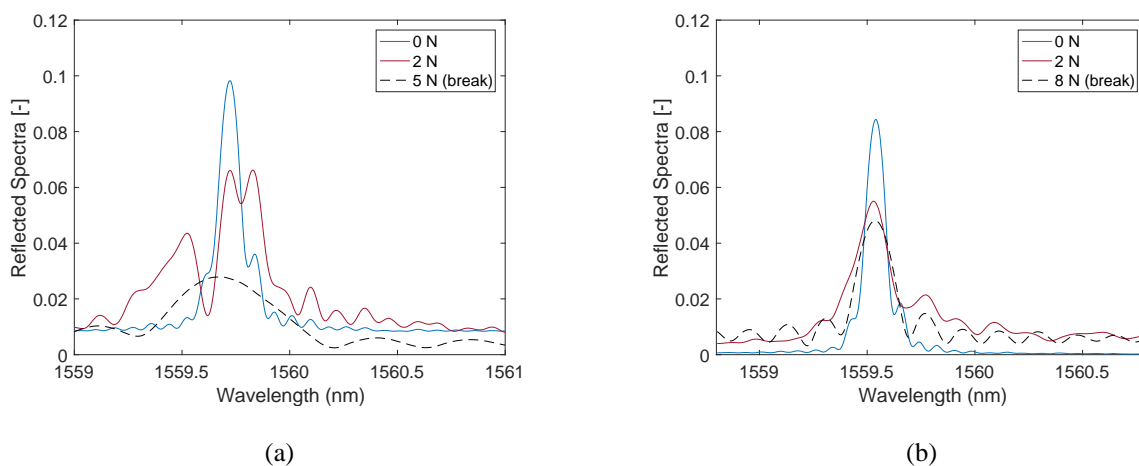 0.12
0.1
0.08
0.06
0.04
0.02
0
Reflected Spectra [-]
0 N
2 N
5 N (break)
1559 1559.5 1560 1560.5 1561
Wavelength (nm)
(a)
0.12
0.1
0.08
0.06
0.04
0.02
0
Reflected Spectra [-]
0 N
2 N
8 N (break)
1559 1559.5 1560 1560.5
Wavelength (nm)
(b)